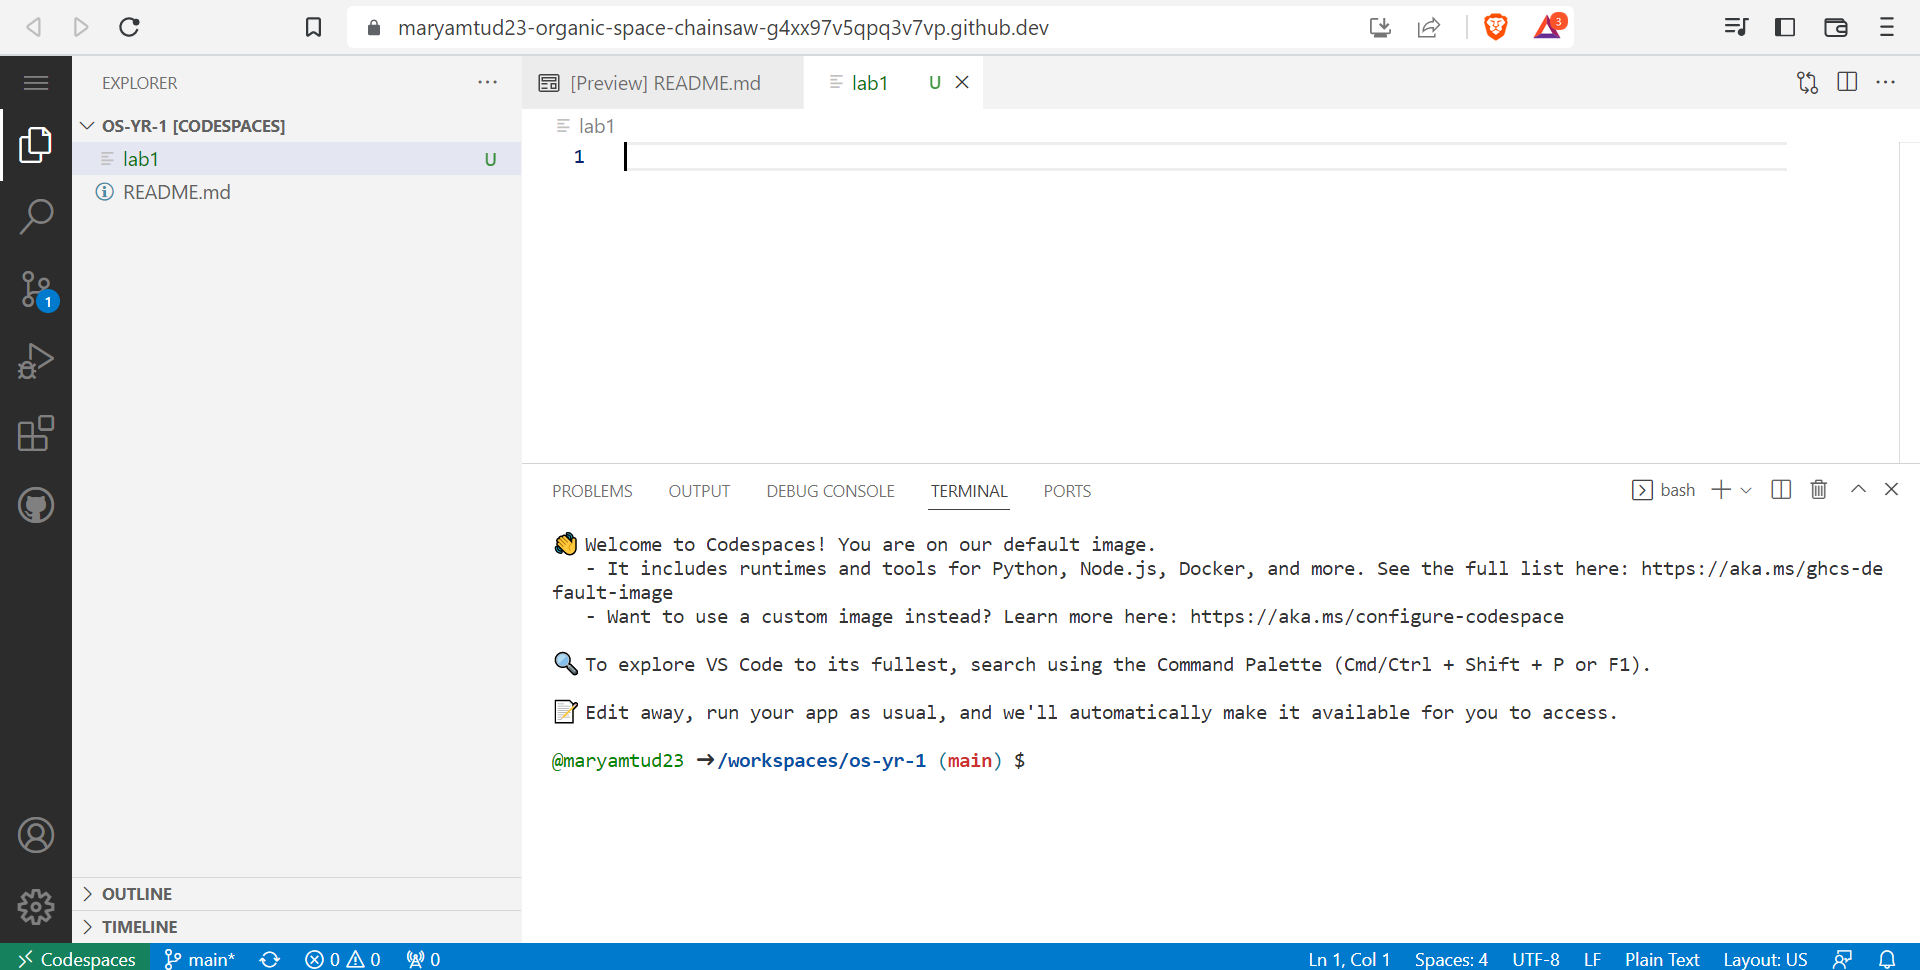 maryamtud23-organic-space-chainsaw-g4xx97v5qpq3v7vp.github.dev
3
EXPLORER
OS-YR-1 [CODESPACES]
lab1 U
README.md
1
OUTLINE
TIMELINE
[Preview] README.md
lab1 U
lab1
1
PROBLEMS OUTPUT DEBUG CONSOLE TERMINAL PORTS
bash
👋 Welcome to Codespaces! You are on our default image.
- It includes runtimes and tools for Python, Node.js, Docker, and more. See the full list here: https://aka.ms/ghcs-de
fault-image
- Want to use a custom image instead? Learn more here: https://aka.ms/configure-codespace
🔍 To explore VS Code to its fullest, search using the Command Palette (Cmd/Ctrl + Shift + P or F1).
📝 Edit away, run your app as usual, and we'll automatically make it available for you to access.
@maryamtud23 ➜ /workspaces/os-yr-1 (main) $
Codespaces main* 0 0 0 Ln 1, Col 1 Spaces: 4 UTF-8 LF Plain Text Layout: US